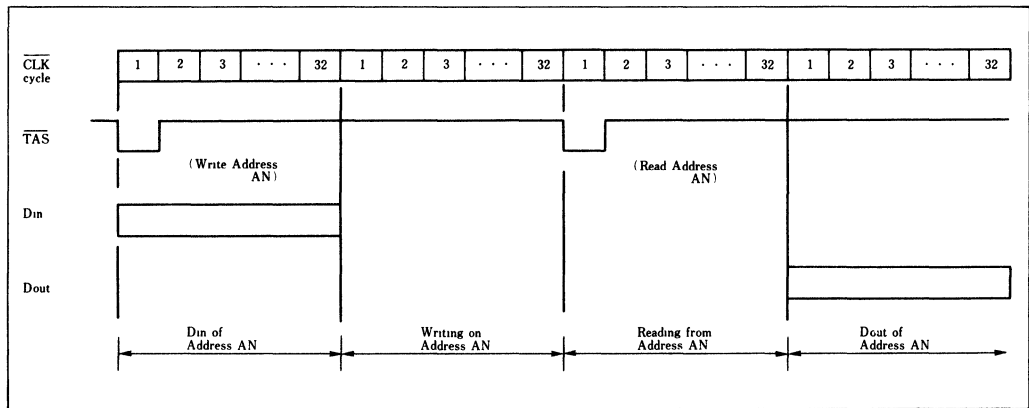 CLK
cycle
1 2 3 · · · 32 1 2 3 · · · 32 1 2 3 · · · 32 1 2 3 · · · 32
TAS
(Write Address
AN)
(Read Address
AN)
Din
Dout
Din of
Address AN
Writing on
Address AN
Reading from
Address AN
Dout of
Address AN